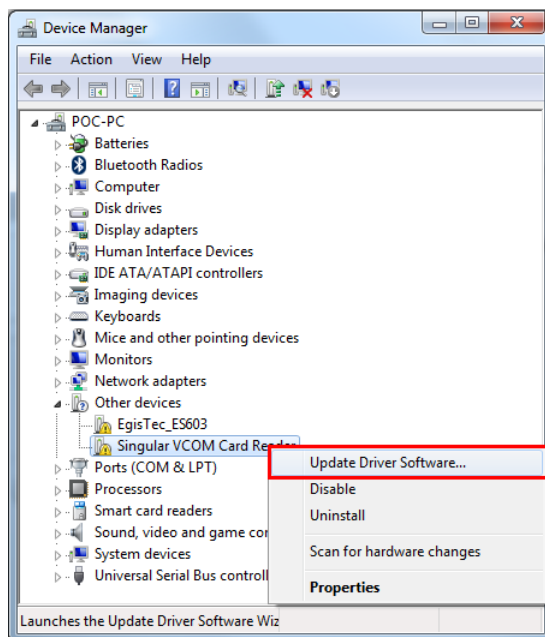 Device Manager
File Action View Help
POC-PC
Batteries
Bluetooth Radios
Computer
Disk drives
Display adapters
Human Interface Devices
IDE ATA/ATAPI controllers
Imaging devices
Keyboards
Mice and other pointing devices
Monitors
Network adapters
Other devices
EgisTec_ES603
Singular VCOM Card Reader
Update Driver Software...
Ports (COM & LPT)
Disable
Processors
Smart card readers
Uninstall
Sound, video and game con
Scan for hardware changes
System devices
Universal Serial Bus controll
Properties
Launches the Update Driver Software Wiz